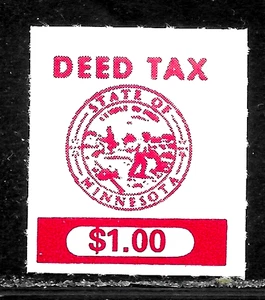 DEED TAX
STATE OF
MINNESOTA
$1.00